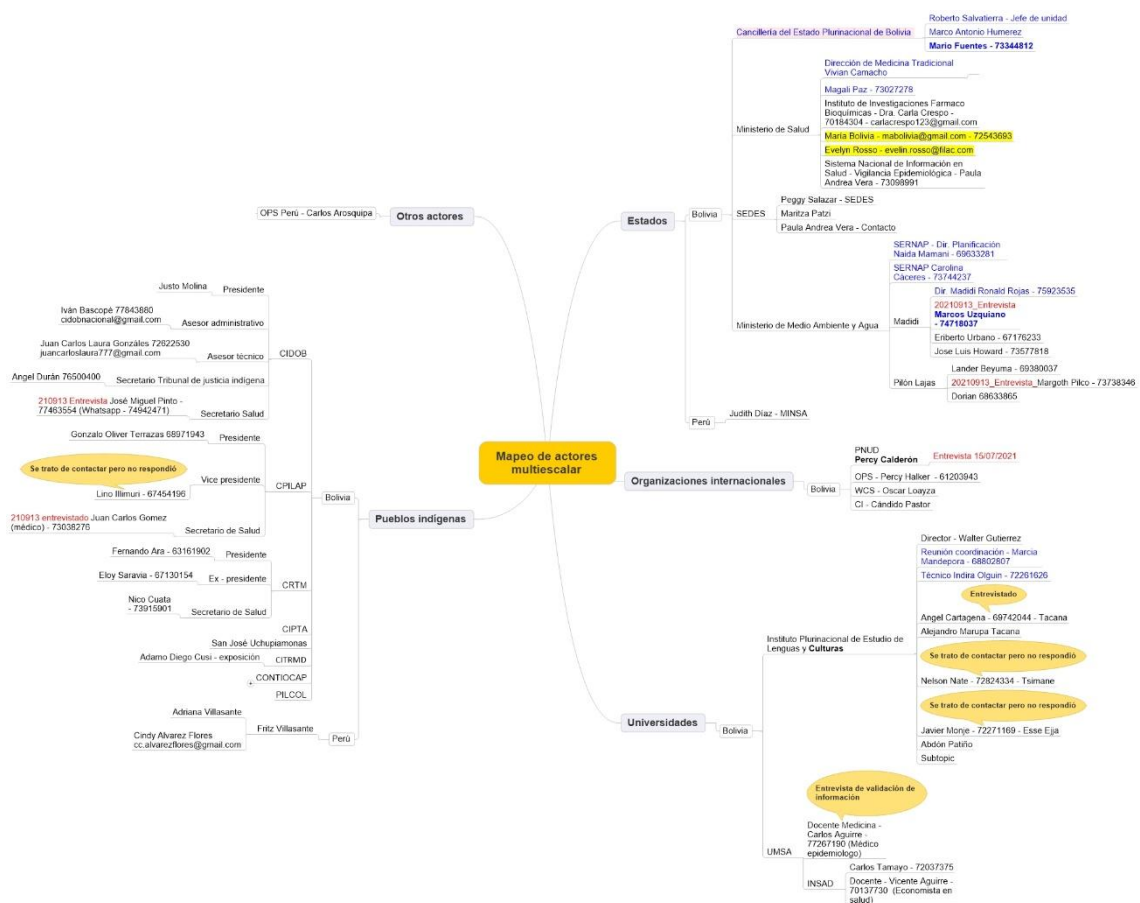 Mapeo de actores
multiescalar
Estados
Bolivia
Cancillería del Estado Plurinacional de Bolivia
Roberto Salvatierra - Jefe de unidad
Marco Antonio Humerez
Mario Fuentes - 73344812
Ministerio de Salud
Dirección de Medicina Tradicional
Vivian Camacho
Magali Paz - 73027278
Instituto de Investigaciones Farmaco
Bioquímicas - Dra. Carla Crespo -
70184304 - carlacrespo123@gmail.com
María Bolivia - mabolivia@gmail.com - 72543693
Evelyn Rosso - evelin.rosso@filac.com
Sistema Nacional de Información en
Salud - Vigilancia Epidemiológica - Paula
Andrea Vera - 73098991
SEDES
Peggy Salazar - SEDES
Maritza Patzi
Paula Andrea Vera - Contacto
Ministerio de Medio Ambiente y Agua
SERNAP - Dir. Planificación
Naida Mamani - 69633281
SERNAP Carolina
Cáceres - 73744237
Madidi
Dir. Madidi Ronald Rojas - 75923535
20210913_Entrevista
Marcos Uzquiano
- 74718037
Eriberto Urbano - 67176233
Jose Luis Howard - 73577818
Pilón Lajas
Lander Beyuma - 69380037
20210913_Entrevista_Margoth Pilco - 73738346
Dorian 68633865
Perú
Judith Díaz - MINSA
Organizaciones internacionales
Bolivia
PNUD
Percy Calderón
Entrevista 15/07/2021
OPS - Percy Halker - 61203943
WCS - Oscar Loayza
CI - Cándido Pastor
Universidades
Bolivia
Instituto Plurinacional de Estudio de
Lenguas y Culturas
Director - Walter Gutierrez
Reunión coordinación - Marcia
Mandepora - 68802807
Técnico Indira Olguin - 72261626
Entrevistado
Angel Cartagena - 69742044 - Tacana
Alejandro Marupa Tacana
Se trato de contactar pero no respondió
Nelson Nate - 72824334 - Tsimane
Se trato de contactar pero no respondió
Javier Monje - 72271169 - Esse Ejja
Abdón Patiño
Subtopic
UMSA
Entrevista de validación de
información
Docente Medicina -
Carlos Aguirre -
77267190 (Médico
epidemiologo)
INSAD
Carlos Tamayo - 72037375
Docente - Vicente Aguirre -
70137730 (Economista en
salud)
Otros actores
OPS Perú - Carlos Arosquipa
Pueblos indígenas
Bolivia
CIDOB
Justo Molina
Presidente
Iván Bascopé 77843880
cidobnacional@gmail.com
Asesor administrativo
Juan Carlos Laura Gonzáles 72622530
juancarloslaura777@gmail.com
Asesor técnico
Angel Durán 76500400
Secretario Tribunal de justicia indígena
210913 Entrevista José Miguel Pinto -
77463554 (Whatsapp - 74942471)
Secretario Salud
CPILAP
Gonzalo Oliver Terrazas 68971943
Presidente
Se trato de contactar pero no respondió
Lino Illimuri - 67454196
Vice presidente
210913 entrevistado Juan Carlos Gomez
(médico) - 73038276
Secretario de Salud
CRTM
Fernando Ara - 63161902
Presidente
Eloy Saravia - 67130154
Ex - presidente
Nico Cuata
- 73915901
Secretario de Salud
CIPTA
San José Uchupiamonas
Adamo Diego Cusi - exposición
CITRMD
CONTIOCAP
PILCOL
Perú
Fritz Villasante
Adriana Villasante
Cindy Alvarez Flores
cc.alvarezflores@gmail.com